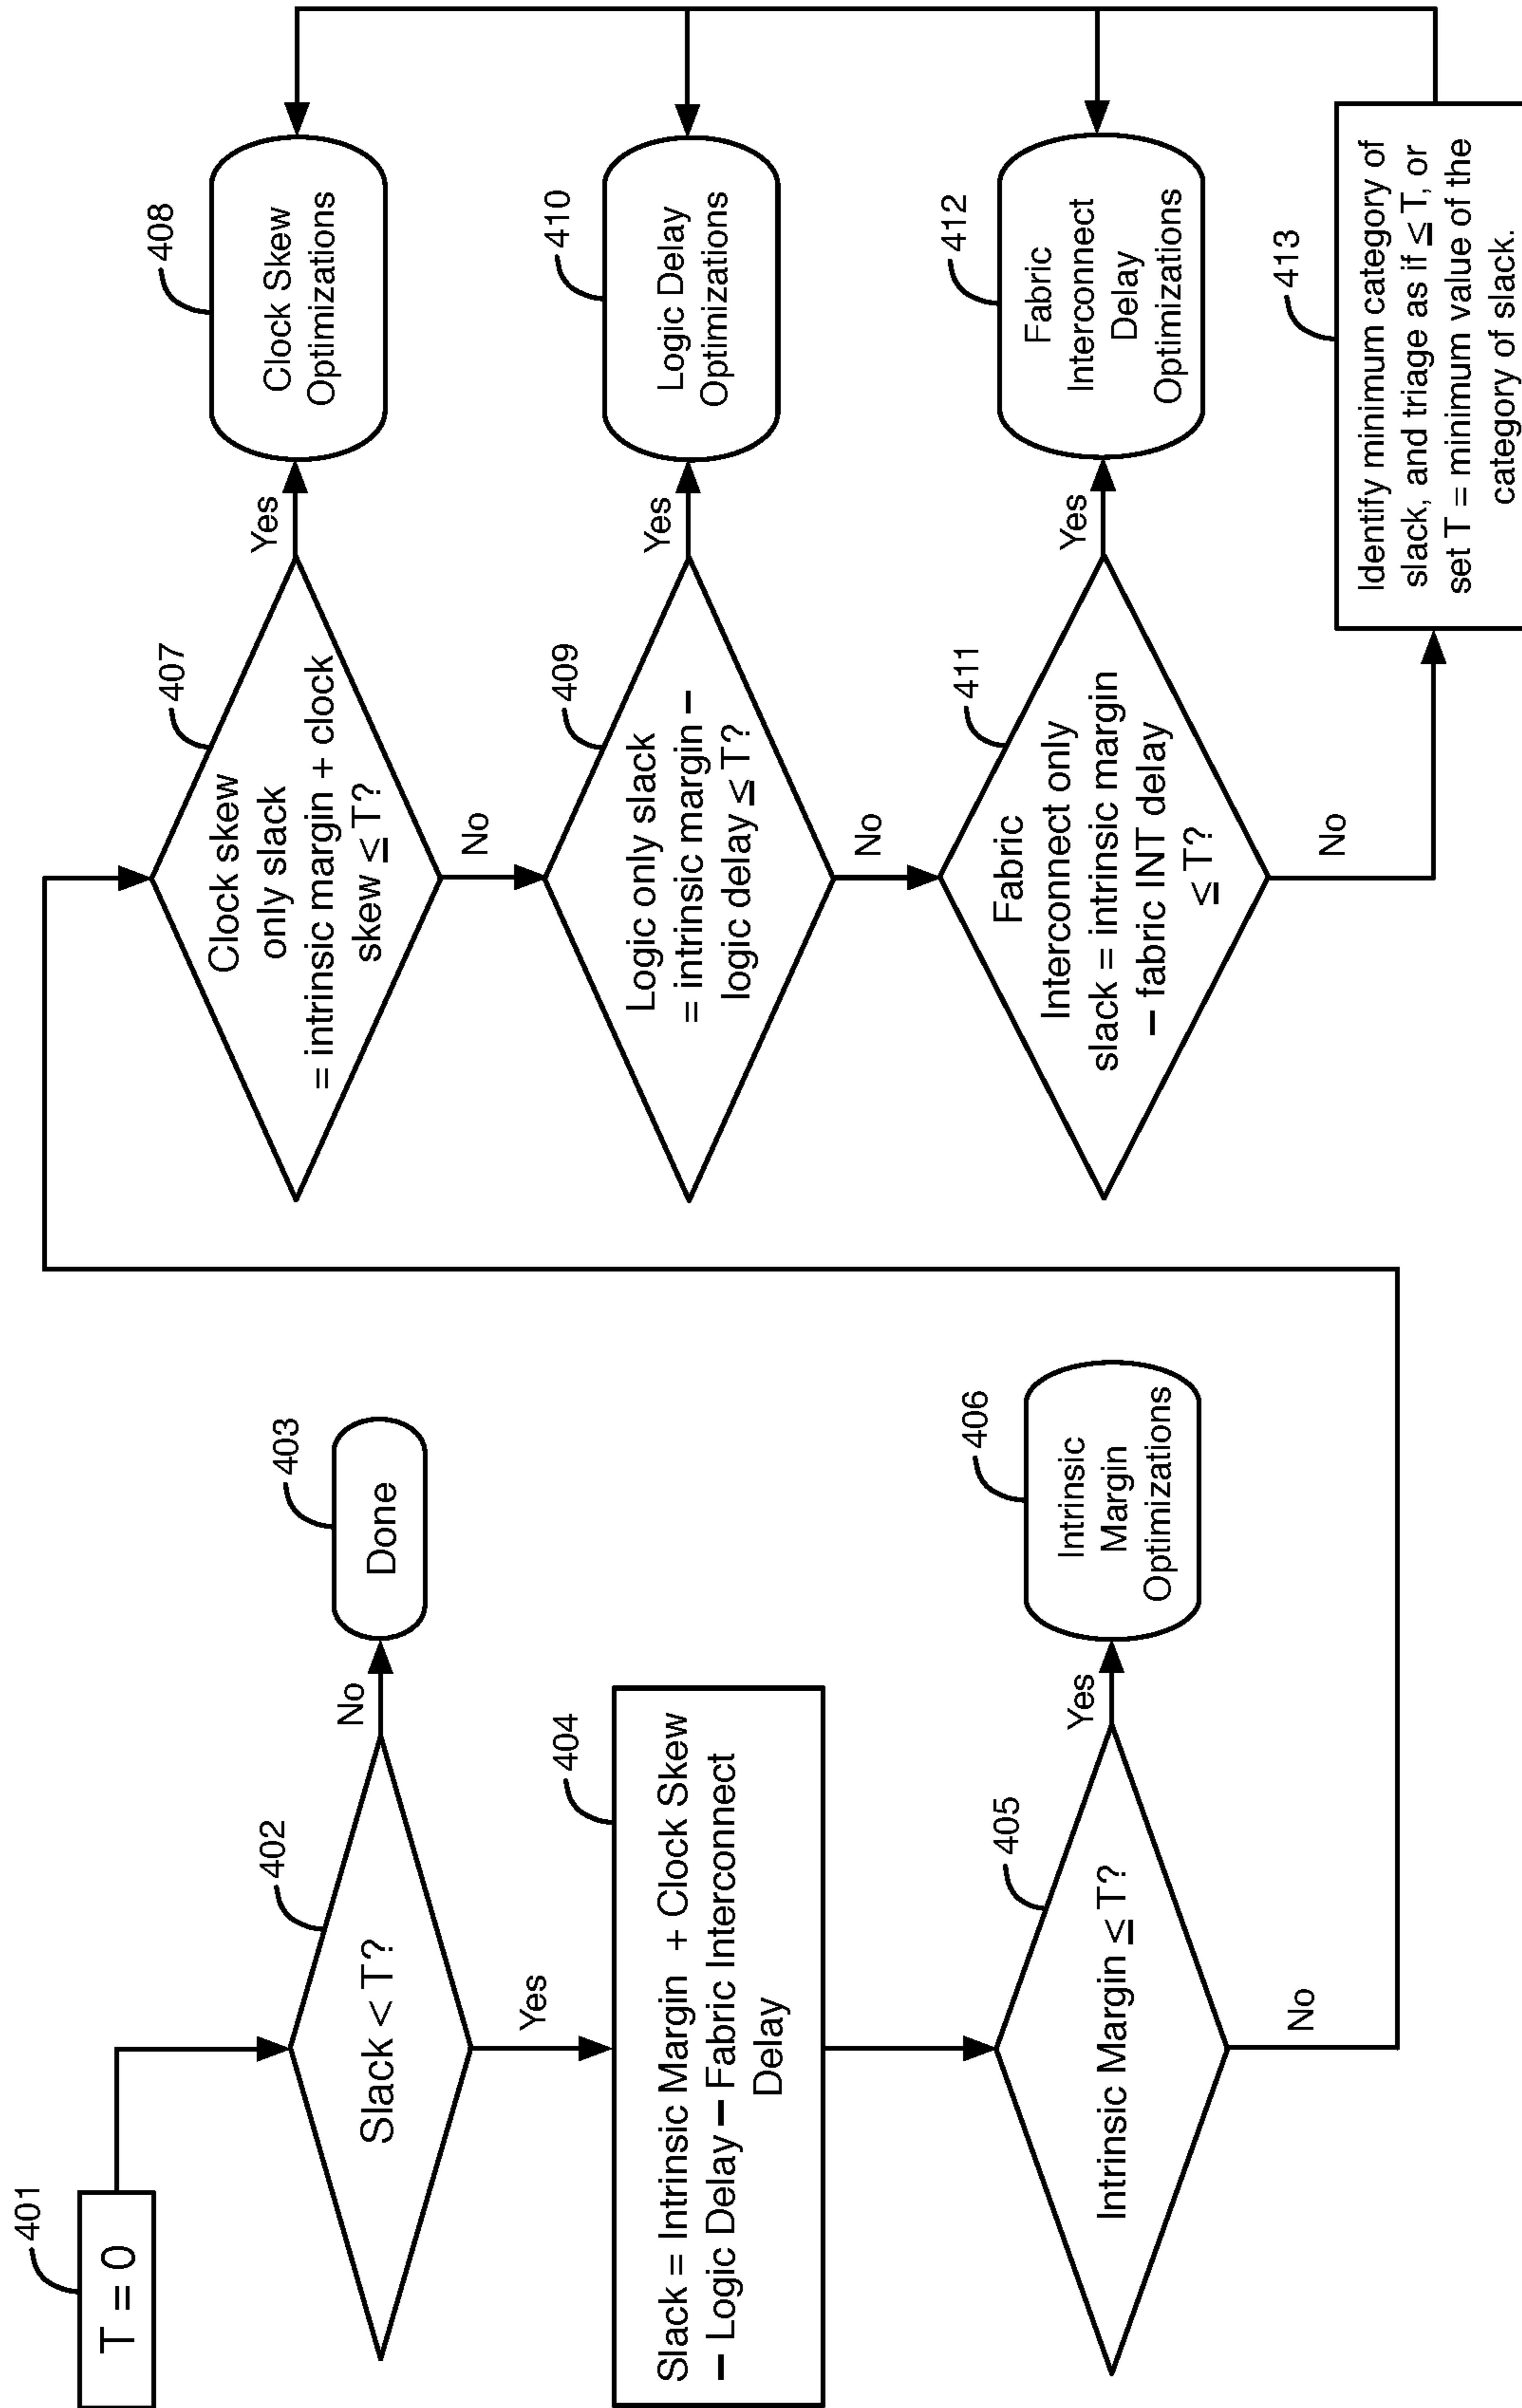 401
T = 0
402
Slack < T?
No
403
Done
Yes
404
Slack = Intrinsic Margin + Clock Skew
– Logic Delay – Fabric Interconnect
Delay
405
Intrinsic Margin ≤ T?
Yes
406
Intrinsic
Margin
Optimizations
No
407
Clock skew
only slack
= intrinsic margin + clock
skew ≤ T?
Yes
408
Clock Skew
Optimizations
No
409
Logic only slack
= intrinsic margin –
logic delay ≤ T?
Yes
410
Logic Delay
Optimizations
No
411
Fabric
Interconnect only
slack = intrinsic margin
– fabric INT delay
≤ T?
Yes
412
Fabric
Interconnect
Delay
Optimizations
No
413
Identify minimum category of
slack, and triage as if ≤ T, or
set T = minimum value of the
category of slack.